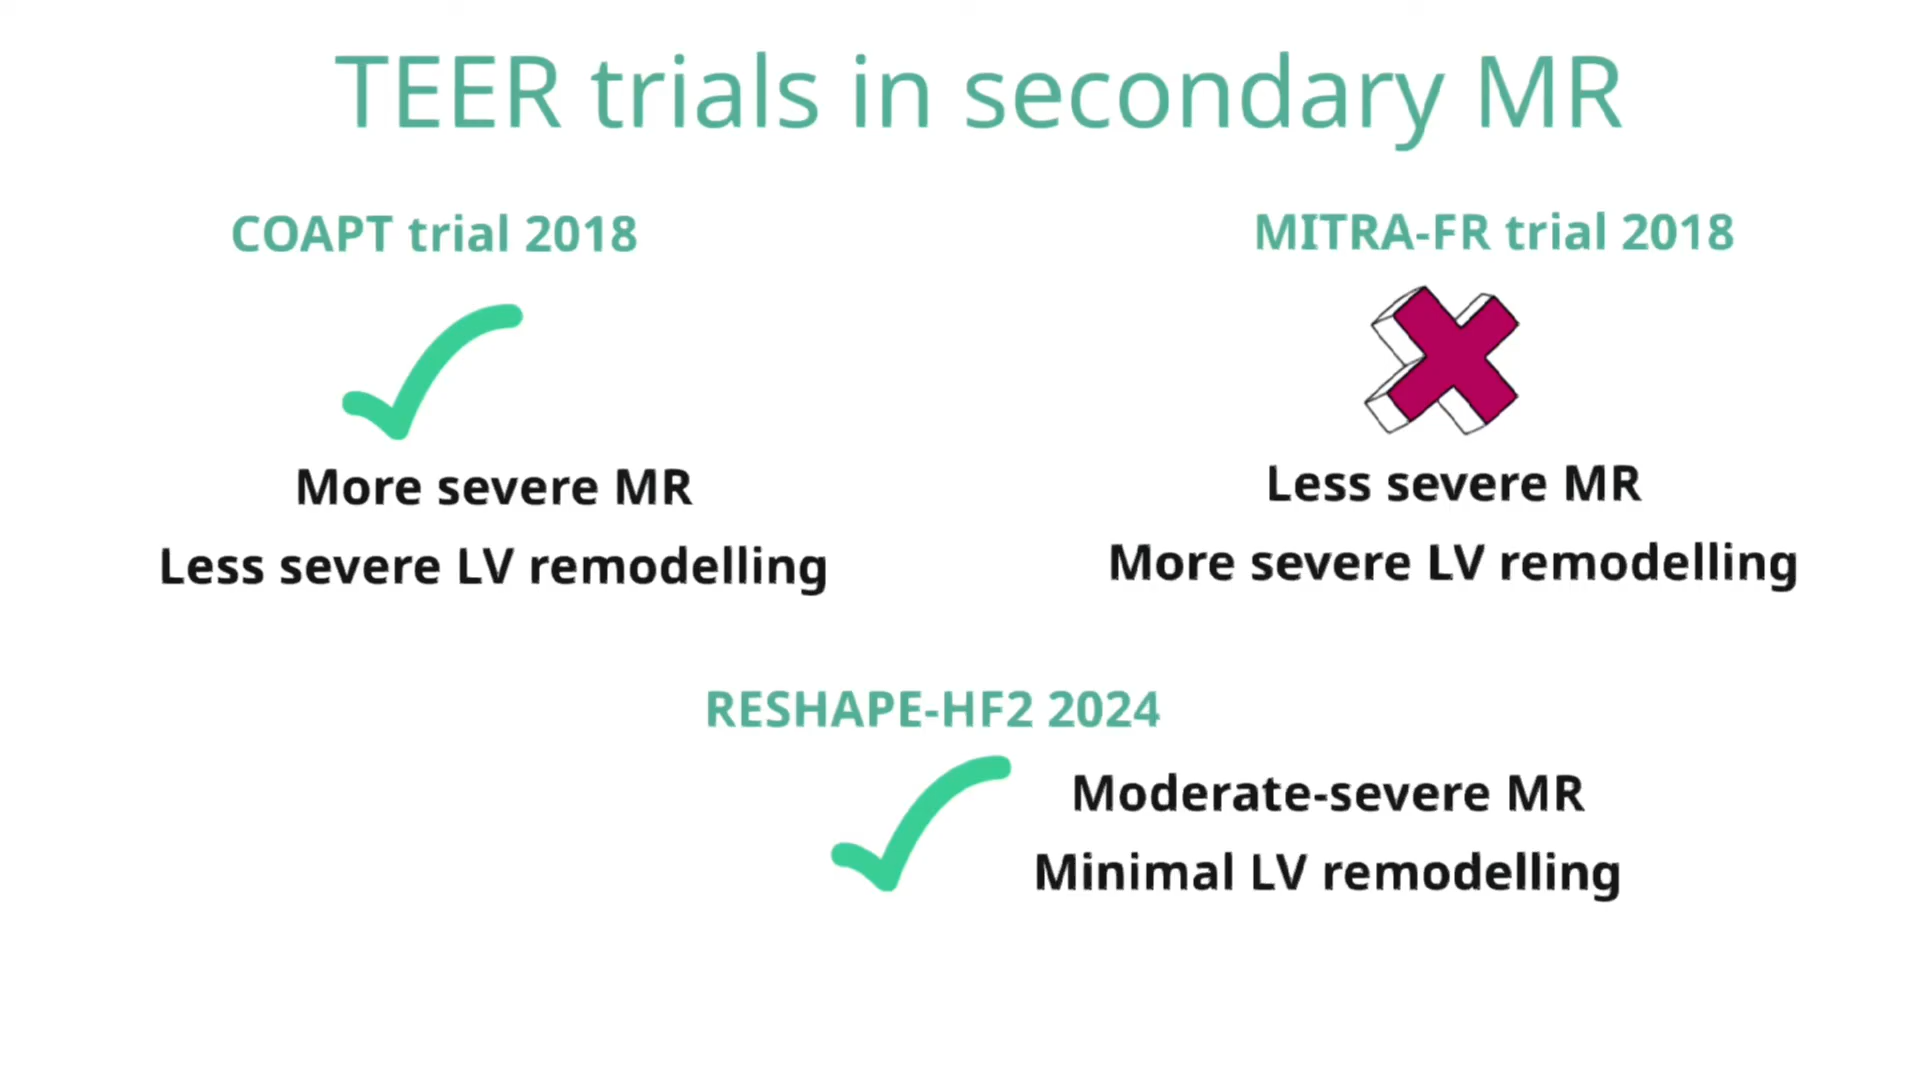 TEER trials in secondary MR
COAPT trial 2018
More severe MR
Less severe LV remodelling
MITRA-FR trial 2018
Less severe MR
More severe LV remodelling
RESHAPE-HF2 2024
Moderate-severe MR
Minimal LV remodelling